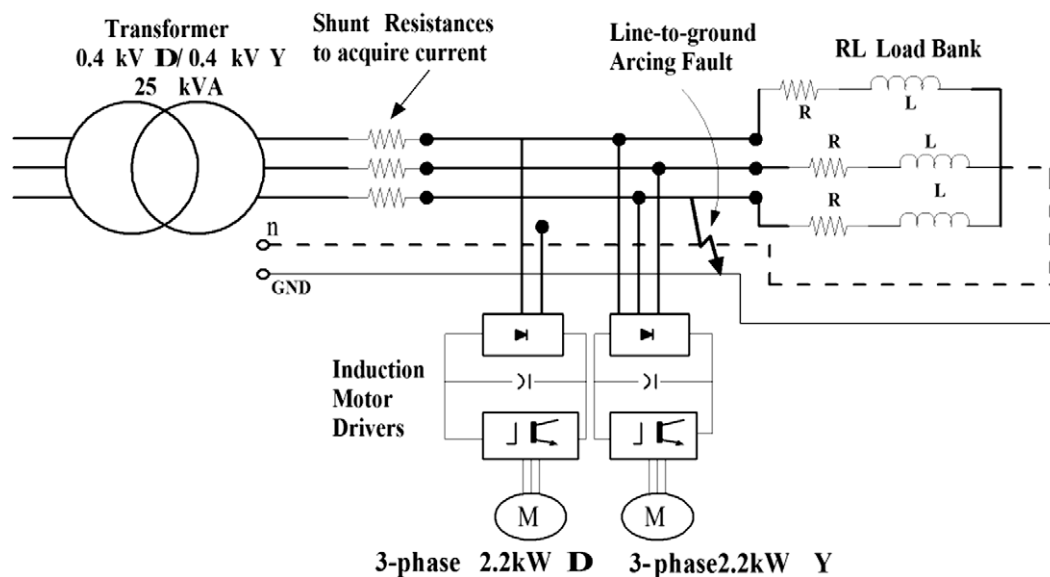 Transformer
0.4 kV D/ 0.4 kV Y
25 kVA
Shunt Resistances
to acquire current
Line-to-ground
Arcing Fault
RL Load Bank
R
L
R
L
R
L
n
GND
Induction
Motor
Drivers
M
M
3-phase 2.2kW D
3-phase2.2kW Y